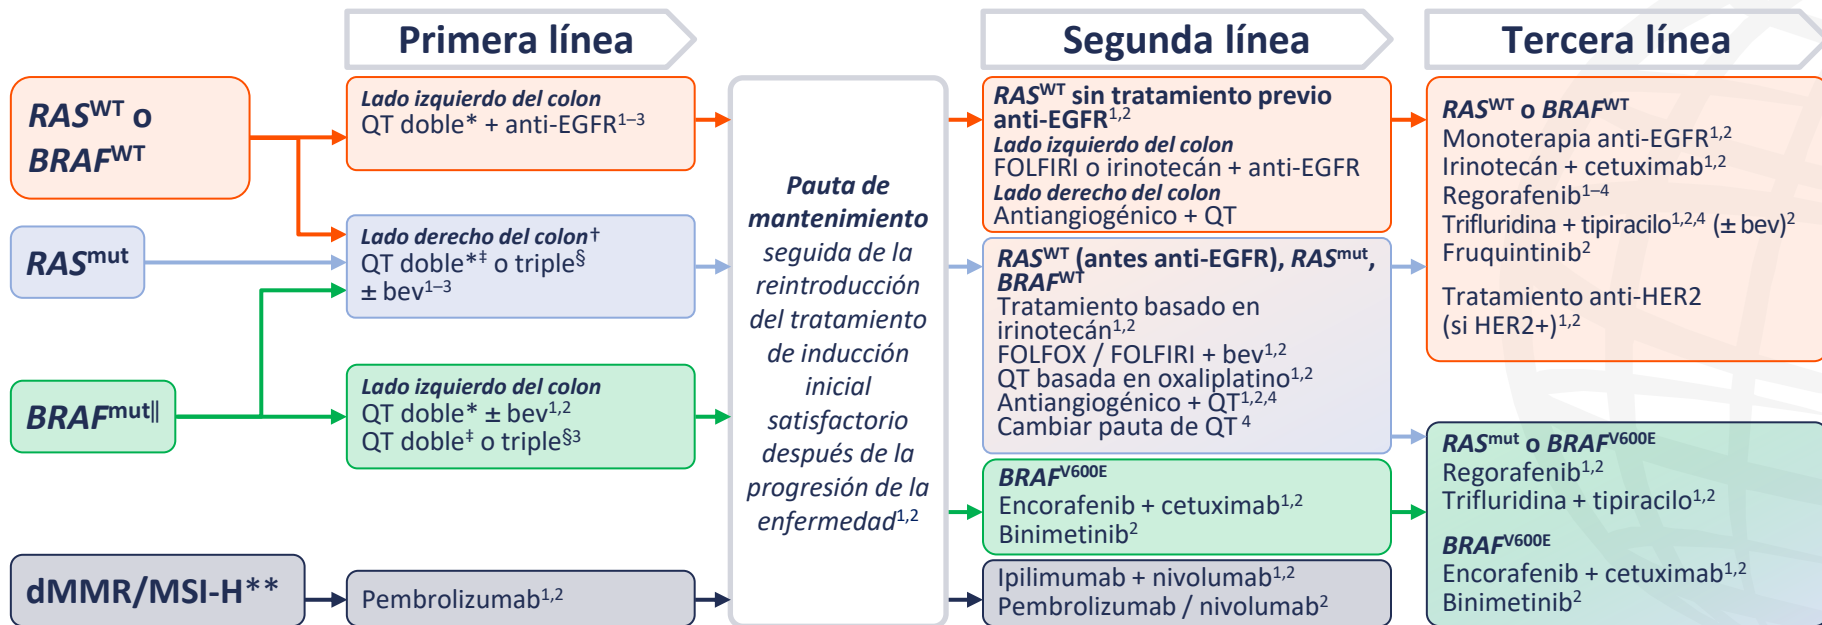 Primera línea
Segunda línea
Tercera línea
RASᵂᵀ o
BRAFᵂᵀ
RASᵐᵘᵗ
BRAFᵐᵘᵗ‖
dMMR/MSI-H**
Lado izquierdo del colon
QT doble* + anti-EGFR¹⁻³
Lado derecho del colon†
QT doble*‡ o triple§
± bev¹⁻³
Lado izquierdo del colon
QT doble* ± bev¹,²
QT doble‡ o triple§³
Pembrolizumab¹,²
Pauta de
mantenimiento
seguida de la
reintroducción
del tratamiento
de inducción
inicial
satisfactorio
después de la
progresión de la
enfermedad¹,²
RASᵂᵀ sin tratamiento previo
anti-EGFR¹,²
Lado izquierdo del colon
FOLFIRI o irinotecán + anti-EGFR
Lado derecho del colon
Antiangiogénico + QT
RASᵂᵀ (antes anti-EGFR), RASᵐᵘᵗ,
BRAFᵂᵀ
Tratamiento basado en
irinotecán¹,²
FOLFOX / FOLFIRI + bev¹,²
QT basada en oxaliplatino¹,²
Antiangiogénico + QT¹,²,⁴
Cambiar pauta de QT⁴
BRAFⱽ⁶⁰⁰ᴱ
Encorafenib + cetuximab¹,²
Binimetinib²
Ipilimumab + nivolumab¹,²
Pembrolizumab / nivolumab²
RASᵂᵀ o BRAFᵂᵀ
Monoterapia anti-EGFR¹,²
Irinotecán + cetuximab¹,²
Regorafenib¹⁻⁴
Trifluridina + tipiracilo¹,²,⁴ (± bev)²
Fruquintinib²
Tratamiento anti-HER2
(si HER2+)¹,²
RASᵐᵘᵗ o BRAFⱽ⁶⁰⁰ᴱ
Regorafenib¹,²
Trifluridina + tipiracilo¹,²
BRAFⱽ⁶⁰⁰ᴱ
Encorafenib + cetuximab¹,²
Binimetinib²